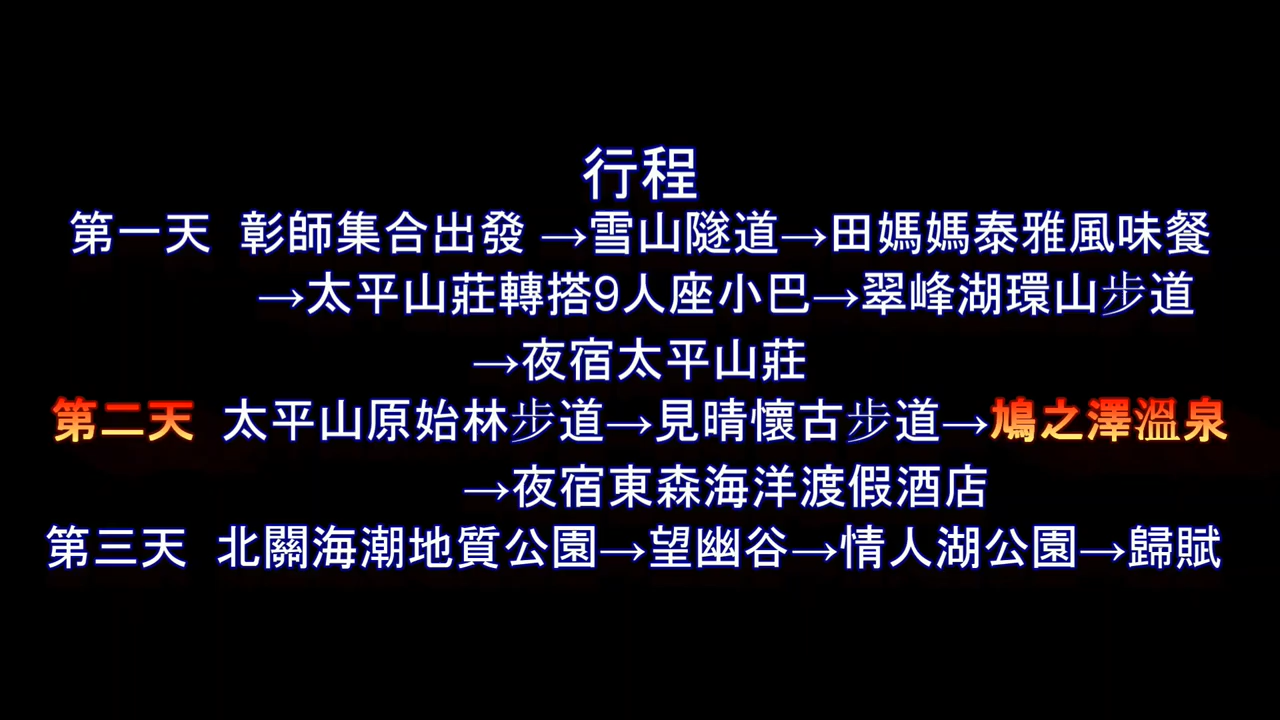 行程
第一天 彰師集合出發 →雪山隧道→田媽媽泰雅風味餐
→太平山莊轉搭9人座小巴→翠峰湖環山步道
→夜宿太平山莊
第二天 太平山原始林步道→見晴懷古步道→鳩之澤溫泉
→夜宿東森海洋渡假酒店
第三天 北關海潮地質公園→望幽谷→情人湖公園→歸賦